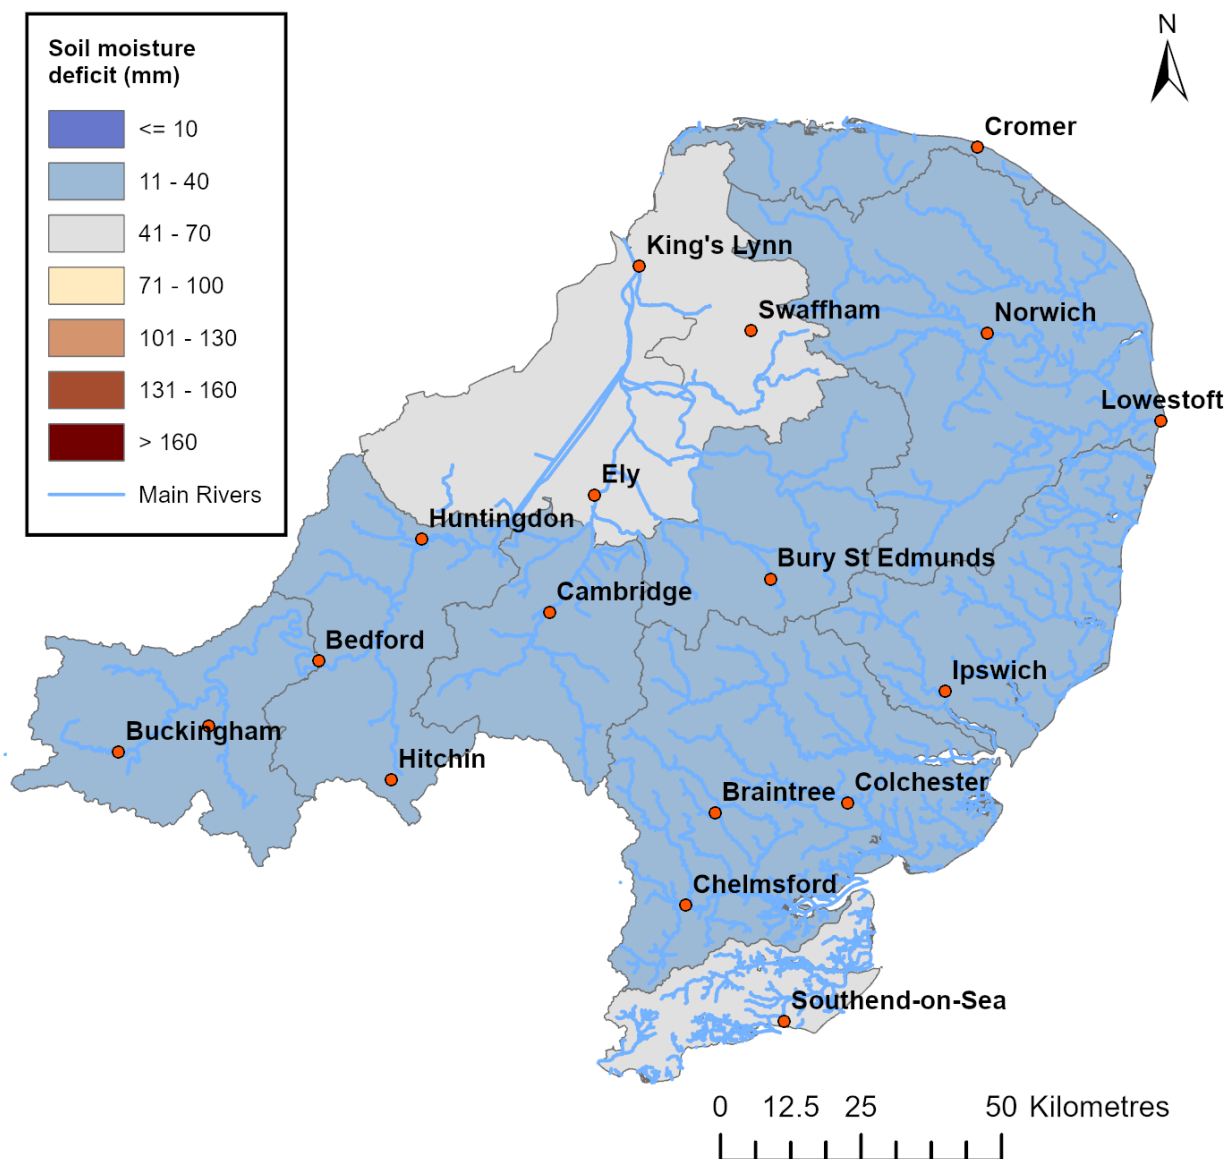 Soil moisture
deficit (mm)
<= 10
11 - 40
41 - 70
71 - 100
101 - 130
131 - 160
> 160
Main Rivers
N
Cromer
King's Lynn
Swaffham
Norwich
Lowestoft
Ely
Huntingdon
Bury St Edmunds
Cambridge
Bedford
Ipswich
Buckingham
Hitchin
Braintree
Colchester
Chelmsford
Southend-on-Sea
0 12.5 25 50 Kilometres